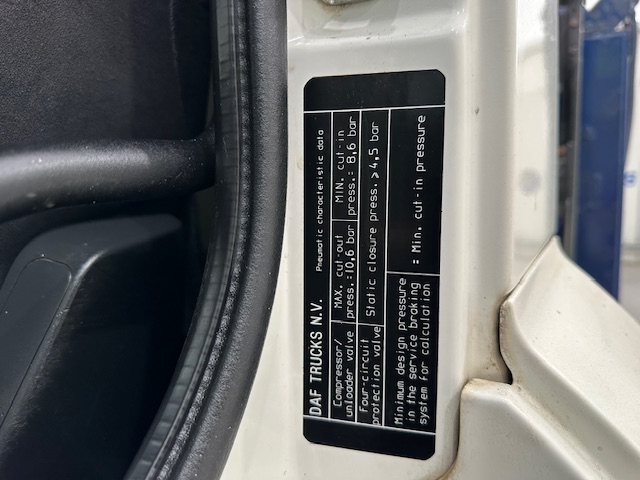 DAF TRUCKS N.V. Pneumatic characteristic data
Compressor/ MAX. cut-out MIN. cut-in
unloader valve press.:10,6 bar press.: 8,6 bar
Four-circuit Static closure press. > 4,5 bar
protection valve
Minimum design pressure
in the service braking = Min. cut-in pressure
system for calculation